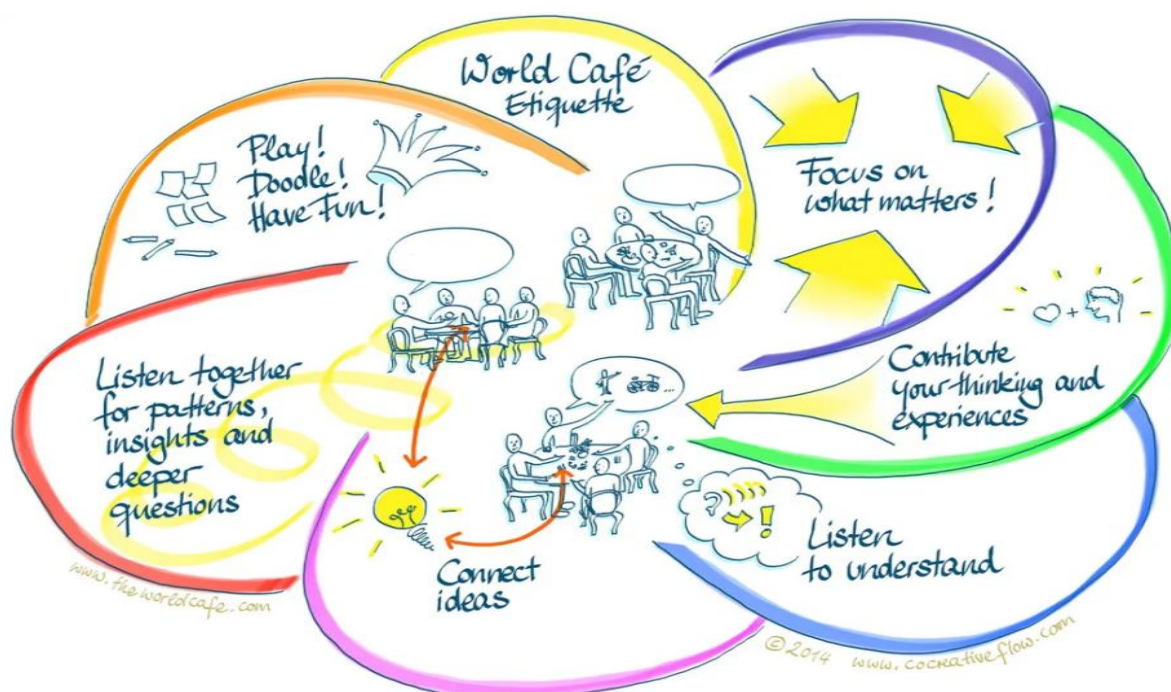 World Café
Etiquette
Play!
Doodle!
Have Fun!
Focus on
what matters!
Contribute
your thinking and
experiences
Listen together
for patterns,
insights and
deeper
questions
Listen
to understand
Connect
ideas
www.theworldcafe.com
© 2014 www.cocreativeflow.com